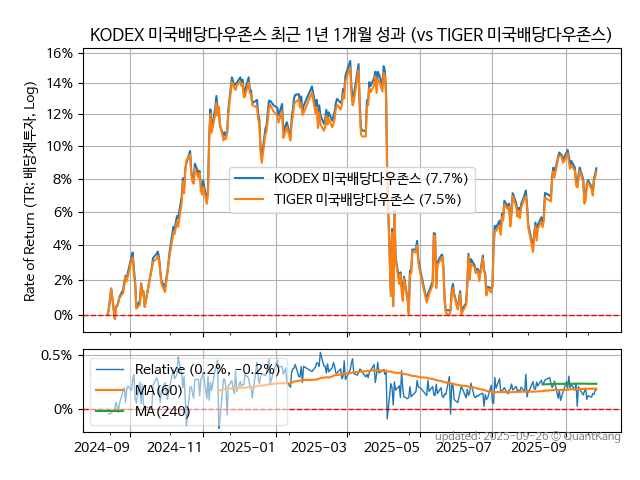 KODEX 미국배당다우존스 최근 1년 1개월 성과 (vs TIGER 미국배당다우존스)
Rate of Return (TR: 배당재투자, Log)
16%
14%
12%
10%
8%
6%
4%
2%
0%
KODEX 미국배당다우존스 (7.7%)
TIGER 미국배당다우존스 (7.5%)
0.5%
0%
Relative (0.2%, −0.2%)
MA(60)
MA(240)
2024-09 2024-11 2025-01 2025-03 2025-05 2025-07 2025-09
updated: 2025-09-26 © QuantKang